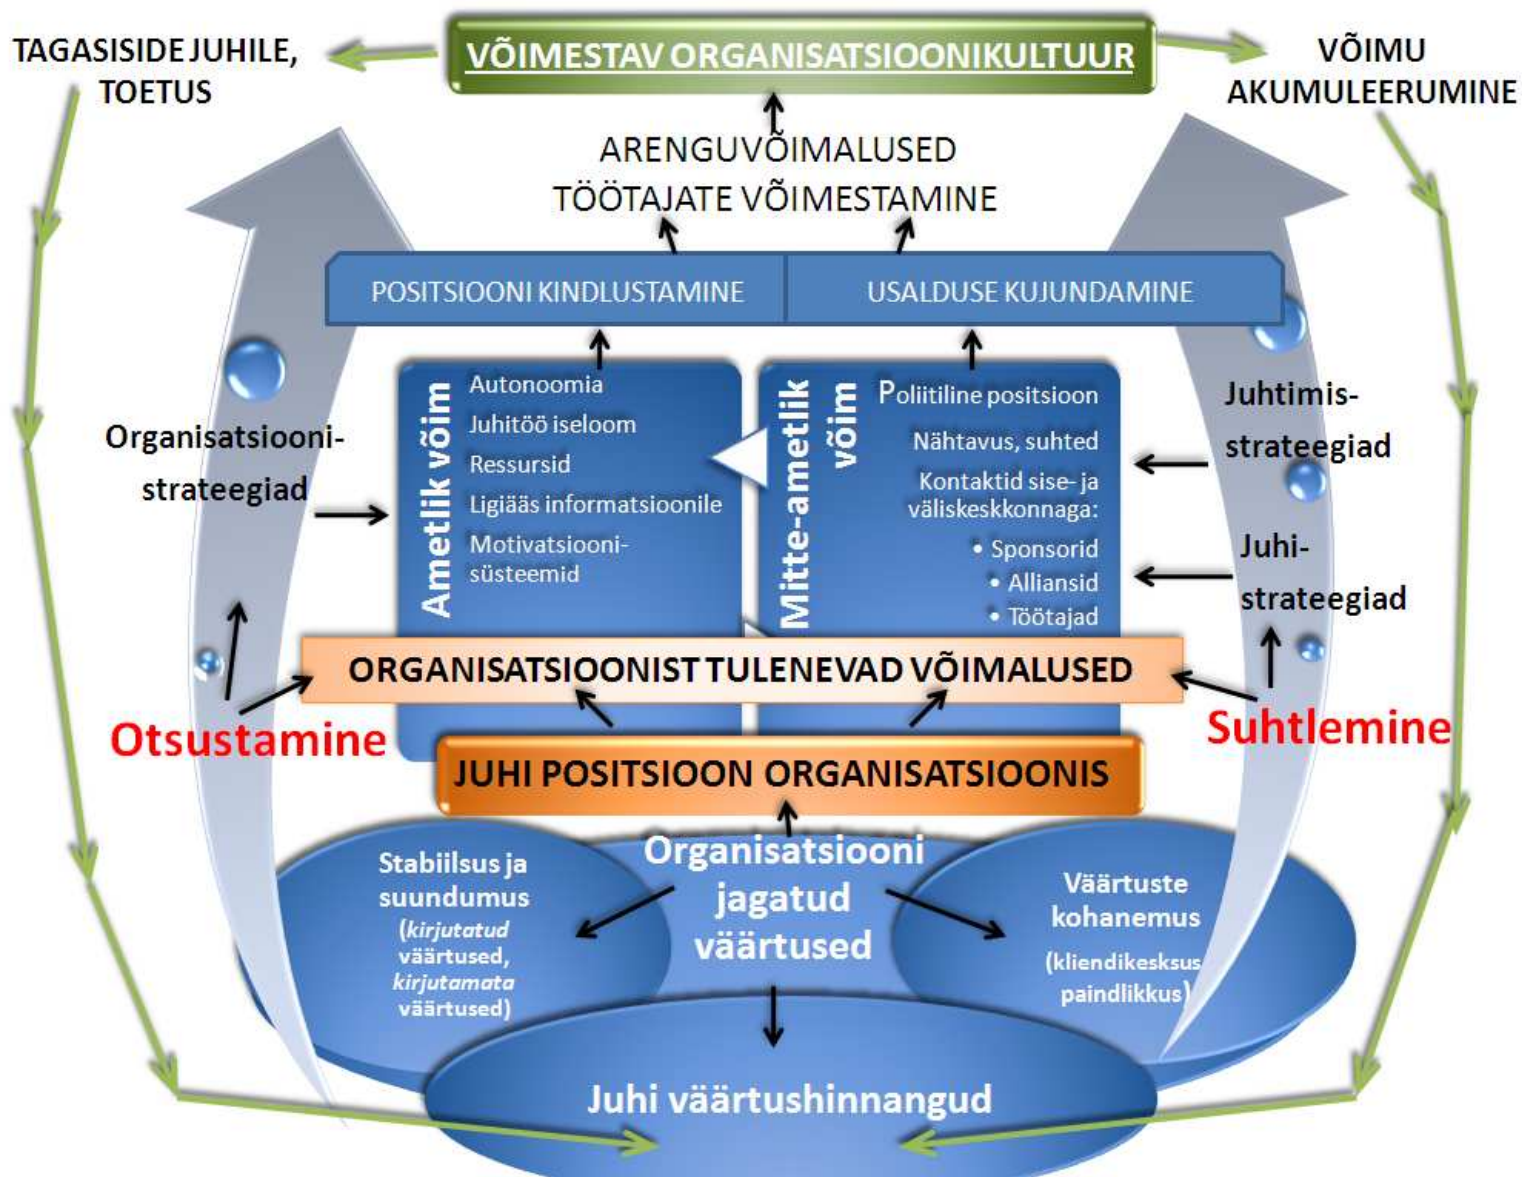 VÕIMESTAV ORGANISATSIOONIKULTUUR
TAGASISIDE JUHILE,
TOETUS
VÕIMU
AKUMULEERUMINE
ARENGUVÕIMALUSED
TÖÖTAJATE VÕIMESTAMINE
POSITSIOONI KINDLUSTAMINE
USALDUSE KUJUNDAMINE
Organisatsiooni-
strateegiad
Ametlik võim
Autonoomia
Juhitöö iseloom
Ressursid
Ligiääs informatsioonile
Motivatsiooni-
süsteemid
Mitte-ametlik
võim
Poliitiline positsioon
Nähtavus, suhted
Kontaktid sise- ja
väliskeskkonnaga:
• Sponsorid
• Alliansid
• Töötajad
Juhtimis-
strateegiad
Juhi-
strateegiad
ORGANISATSIOONIST TULENEVAD VÕIMALUSED
Otsustamine
Suhtlemine
JUHI POSITSIOON ORGANISATSIOONIS
Stabiilsus ja
suundumus
(kirjutatud
väärtused,
kirjutamata
väärtused)
Organisatsiooni
jagatud
väärtused
Väärtuste
kohanemus
(kliendikesksus
paindlikkus)
Juhi väärtushinnangud